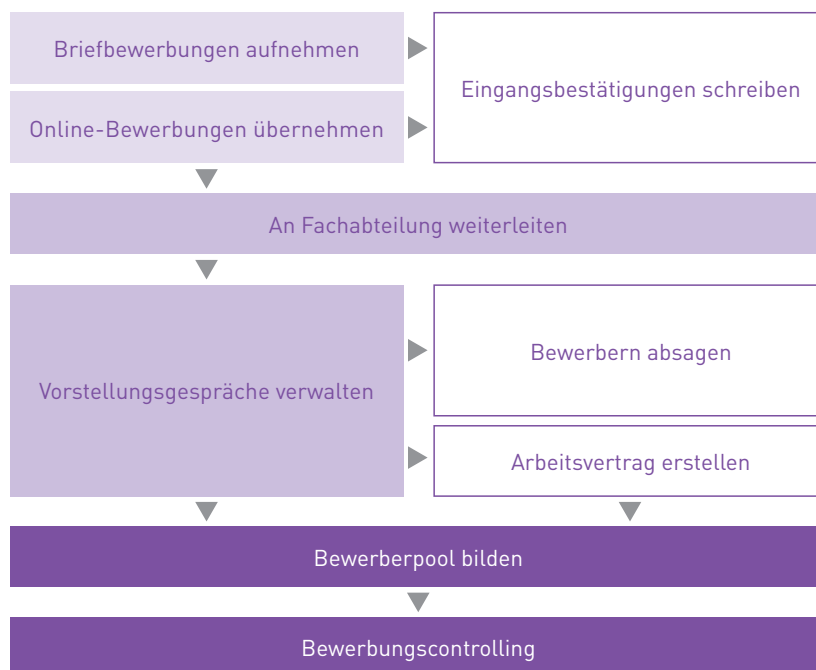 Briefbewerbungen aufnehmen
Eingangsbestätigungen schreiben
Online-Bewerbungen übernehmen
An Fachabteilung weiterleiten
Vorstellungsgespräche verwalten
Bewerbern absagen
Arbeitsvertrag erstellen
Bewerberpool bilden
Bewerbungscontrolling